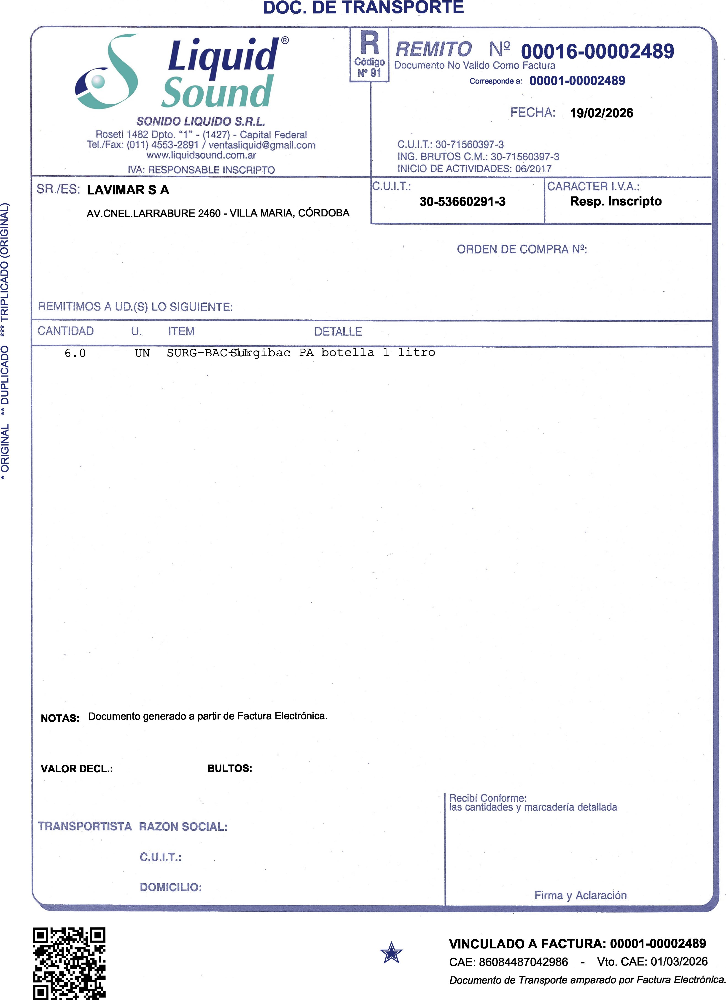 DOC. DE TRANSPORTE
Liquid®
Sound
SONIDO LIQUIDO S.R.L.
Roseti 1482 Dpto. “1” - (1427) - Capital Federal
Tel./Fax: (011) 4553-2891 / ventasliquid@gmail.com
www.liquidsound.com.ar
IVA: RESPONSABLE INSCRIPTO
R
Código
Nº 91
REMITO Nº 00016-00002489
Documento No Valido Como Factura
Corresponde a: 00001-00002489
FECHA: 19/02/2026
C.U.I.T.: 30-71560397-3
ING. BRUTOS C.M.: 30-71560397-3
INICIO DE ACTIVIDADES: 06/2017
SR./ES: LAVIMAR S A
AV.CNEL.LARRABURE 2460 - VILLA MARIA, CÓRDOBA
C.U.I.T.:
30-53660291-3
CARACTER I.V.A.:
Resp. Inscripto
ORDEN DE COMPRA Nº:
* ORIGINAL ** DUPLICADO *** TRIPLICADO (ORIGINAL)
REMITIMOS A UD.(S) LO SIGUIENTE:
CANTIDAD U. ITEM DETALLE
6.0 UN SURG-BAC-1L Surgibac PA botella 1 litro
NOTAS: Documento generado a partir de Factura Electrónica.
VALOR DECL.: BULTOS:
Recibí Conforme:
las cantidades y marcadería detallada
TRANSPORTISTA RAZON SOCIAL:
C.U.I.T.:
DOMICILIO:
Firma y Aclaración
VINCULADO A FACTURA: 00001-00002489
CAE: 86084487042986 - Vto. CAE: 01/03/2026
Documento de Transporte amparado por Factura Electrónica.